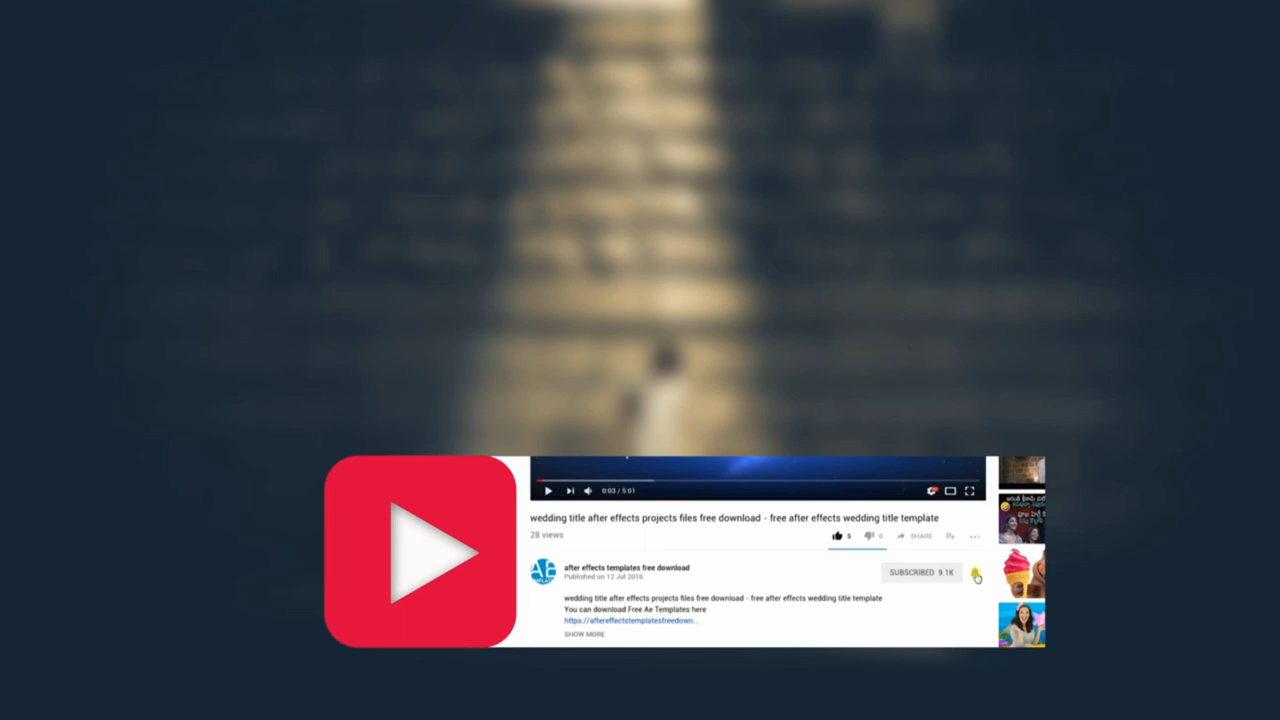 0:03 / 5:01
wedding title after effects projects files free download - free after effects wedding title template
28 views
5 0 SHARE
after effects templates free download
Published on 12 Jul 2018
SUBSCRIBED 9.1K
wedding title after effects projects files free download - free after effects wedding title template
You can download Free Ae Templates here
https://aftereffectstemplatesfreedown...
SHOW MORE